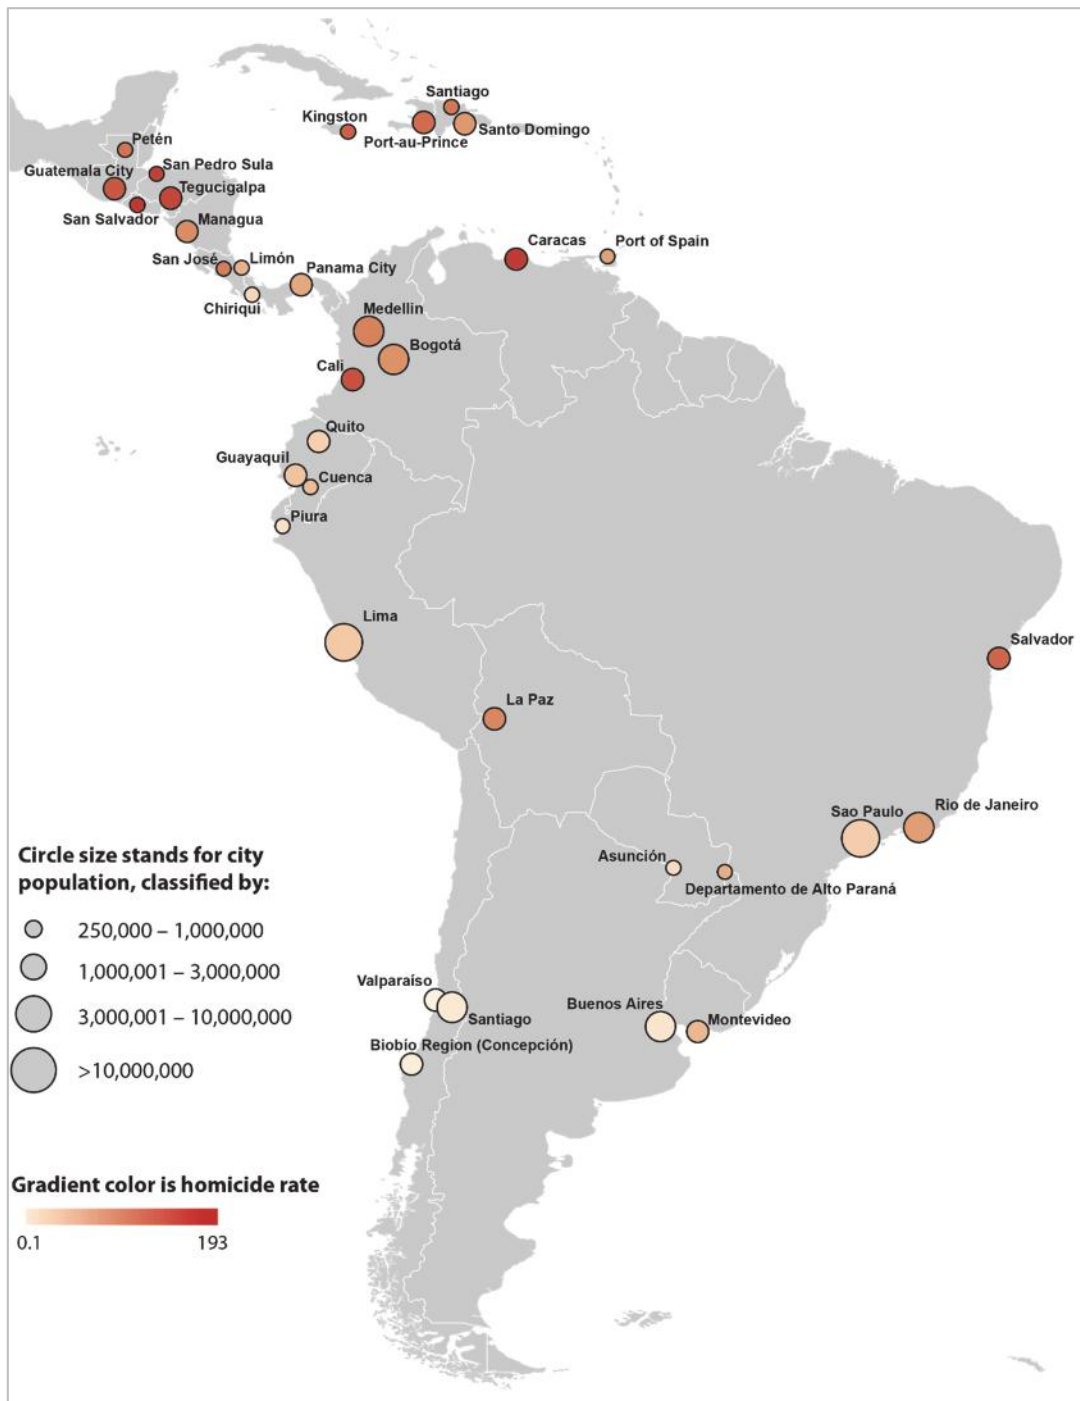 Santiago
Kingston
Santo Domingo
Port-au-Prince
Petén
San Pedro Sula
Guatemala City
Tegucigalpa
San Salvador
Managua
San José
Limón
Chiriquí
Panama City
Caracas
Port of Spain
Medellin
Bogotá
Cali
Quito
Guayaquil
Cuenca
Piura
Lima
Salvador
La Paz
Sao Paulo
Rio de Janeiro
Asunción
Departamento de Alto Paraná
Valparaíso
Santiago
Buenos Aires
Montevideo
Biobio Region (Concepción)
Circle size stands for city
population, classified by:
250,000 – 1,000,000
1,000,001 – 3,000,000
3,000,001 – 10,000,000
>10,000,000
Gradient color is homicide rate
0.1 193